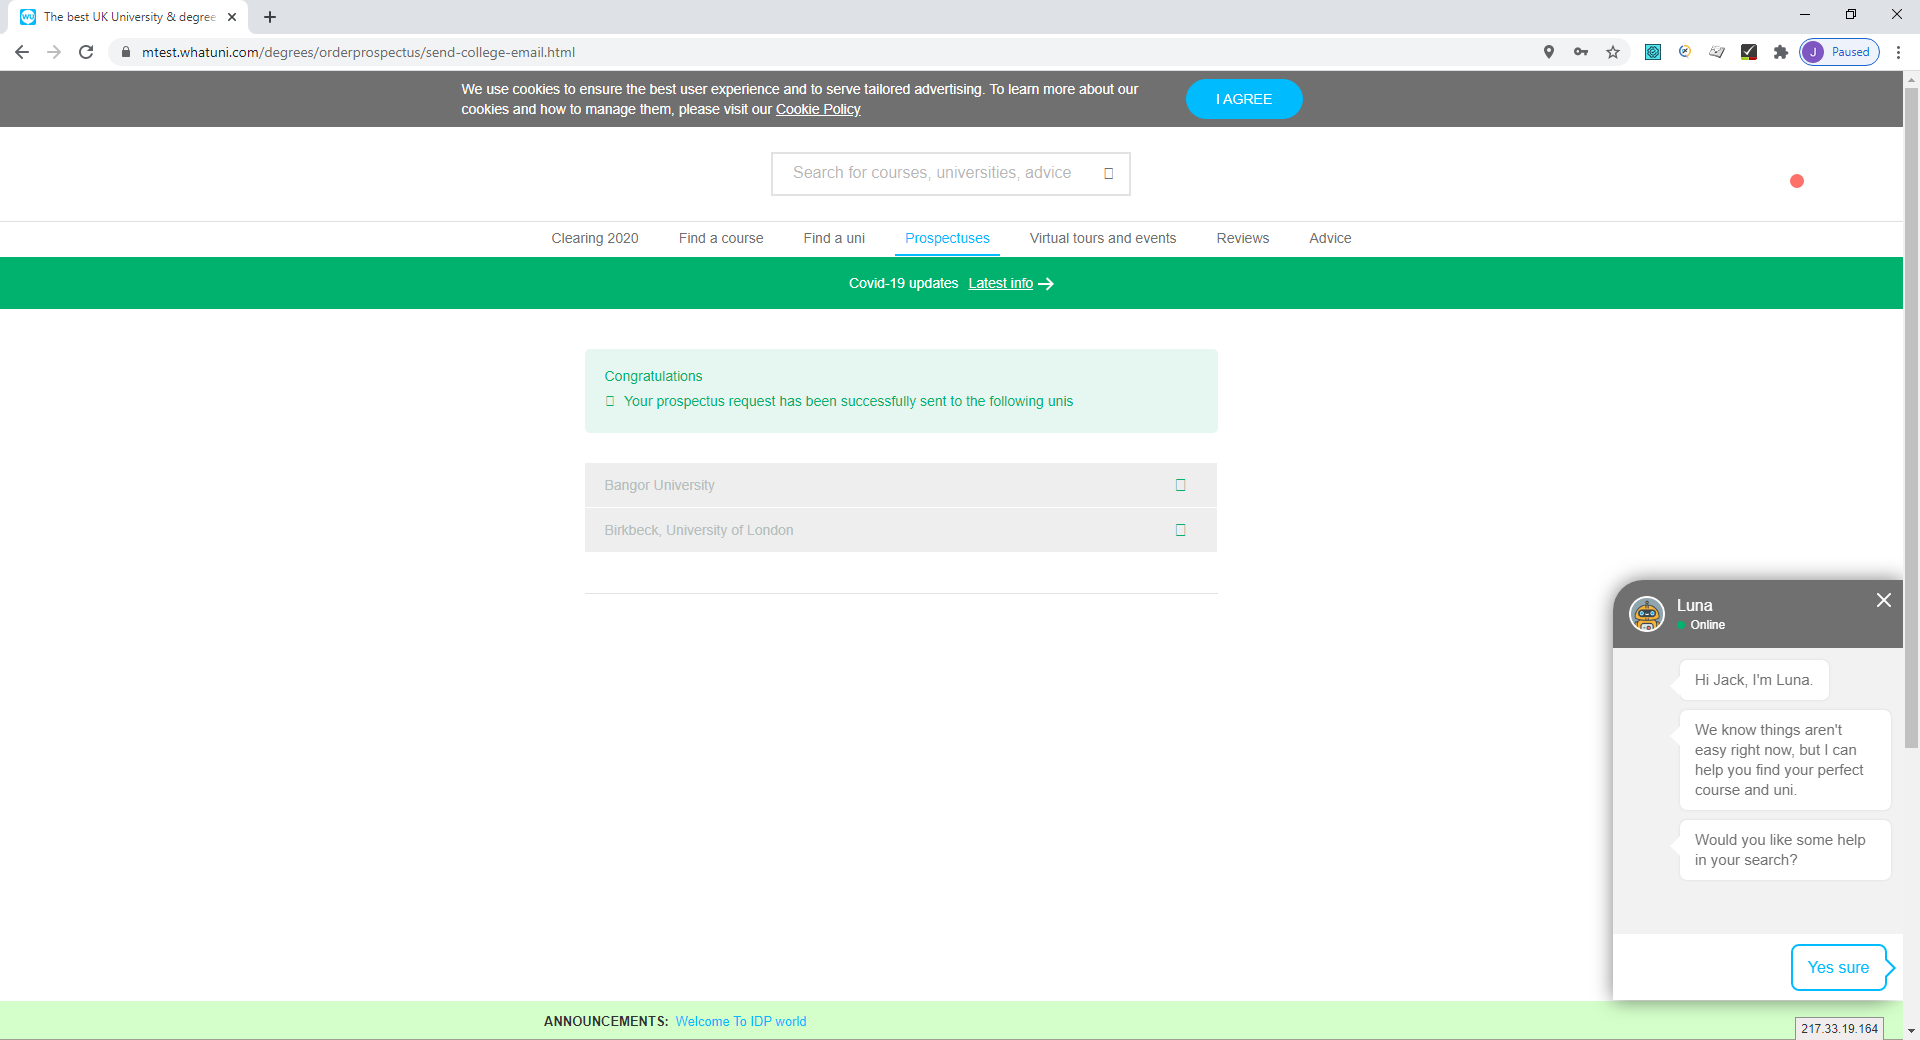 The best UK University & degree
mtest.whatuni.com/degrees/orderprospectus/send-college-email.html
J Paused
We use cookies to ensure the best user experience and to serve tailored advertising. To learn more about our
cookies and how to manage them, please visit our Cookie Policy
I AGREE
Search for courses, universities, advice
Clearing 2020
Find a course
Find a uni
Prospectuses
Virtual tours and events
Reviews
Advice
Covid-19 updates Latest info
Congratulations
Your prospectus request has been successfully sent to the following unis
Bangor University
Birkbeck, University of London
Luna
Online
Hi Jack, I'm Luna.
We know things aren't
easy right now, but I can
help you find your perfect
course and uni.
Would you like some help
in your search?
Yes sure
ANNOUNCEMENTS: Welcome To IDP world
217.33.19.164